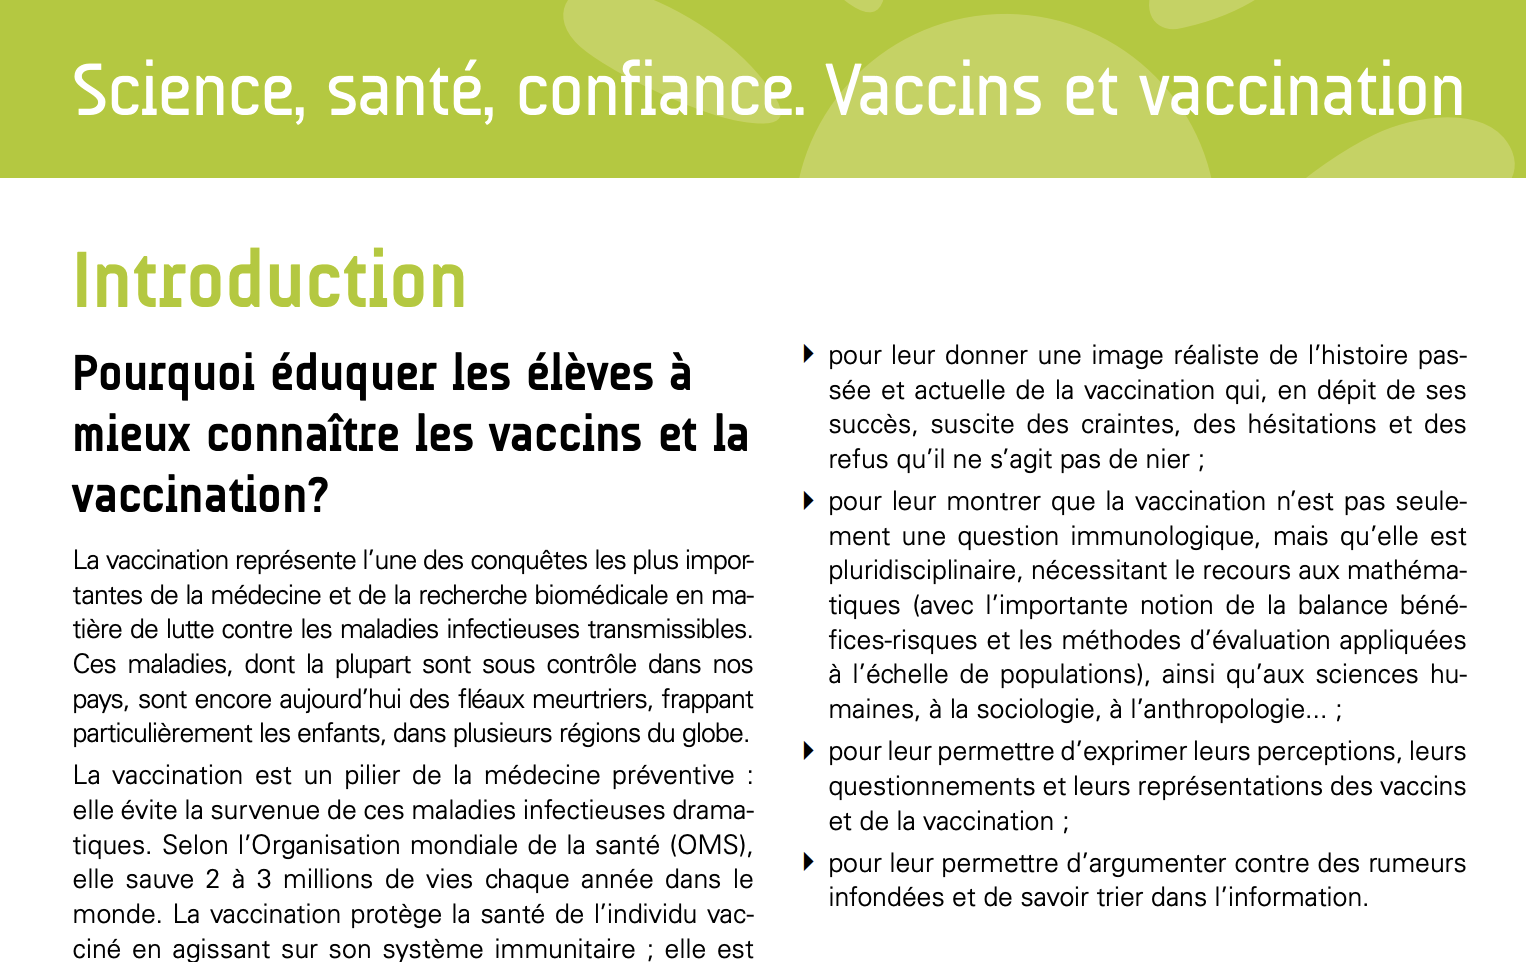 Science, santé, confiance. Vaccins et vaccination
Introduction
Pourquoi éduquer les élèves à
mieux connaître les vaccins et la
vaccination?
La vaccination représente l’une des conquêtes les plus impor-
tantes de la médecine et de la recherche biomédicale en ma-
tière de lutte contre les maladies infectieuses transmissibles.
Ces maladies, dont la plupart sont sous contrôle dans nos
pays, sont encore aujourd’hui des fléaux meurtriers, frappant
particulièrement les enfants, dans plusieurs régions du globe.
La vaccination est un pilier de la médecine préventive :
elle évite la survenue de ces maladies infectieuses drama-
tiques. Selon l’Organisation mondiale de la santé (OMS),
elle sauve 2 à 3 millions de vies chaque année dans le
monde. La vaccination protège la santé de l’individu vac-
ciné en agissant sur son système immunitaire ; elle est
pour leur donner une image réaliste de l’histoire pas-
sée et actuelle de la vaccination qui, en dépit de ses
succès, suscite des craintes, des hésitations et des
refus qu’il ne s’agit pas de nier ;
pour leur montrer que la vaccination n’est pas seule-
ment une question immunologique, mais qu’elle est
pluridisciplinaire, nécessitant le recours aux mathéma-
tiques (avec l’importante notion de la balance béné-
fices-risques et les méthodes d’évaluation appliquées
à l’échelle de populations), ainsi qu’aux sciences hu-
maines, à la sociologie, à l’anthropologie... ;
pour leur permettre d’exprimer leurs perceptions, leurs
questionnements et leurs représentations des vaccins
et de la vaccination ;
pour leur permettre d’argumenter contre des rumeurs
infondées et de savoir trier dans l’information.